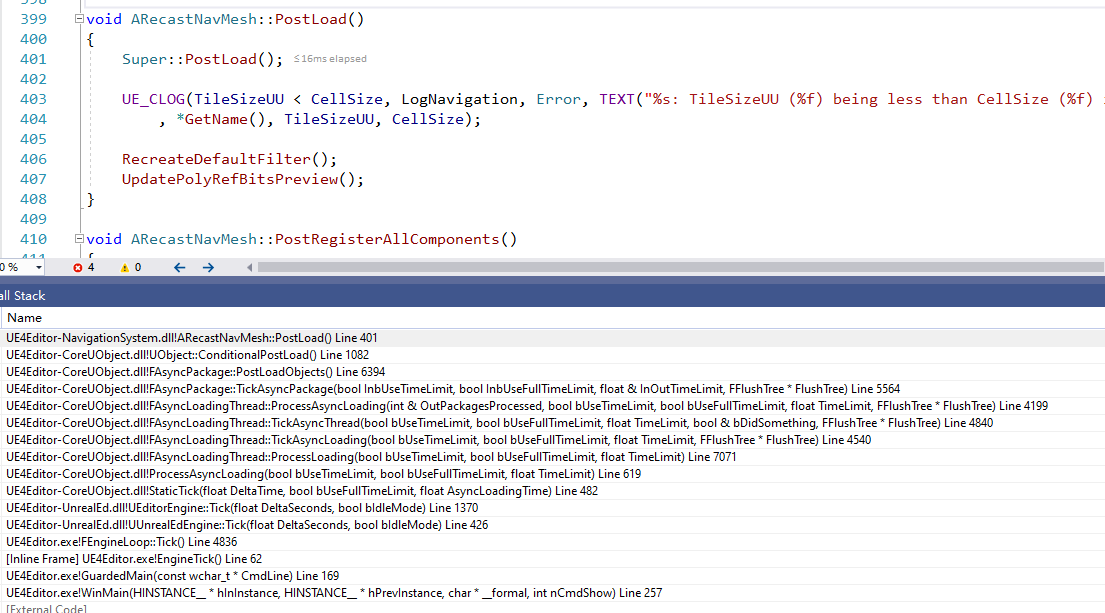 399 void ARecastNavMesh::PostLoad()
400 {
401 Super::PostLoad(); ≤16ms elapsed
402
403 UE_CLOG(TileSizeUU < CellSize, LogNavigation, Error, TEXT("%s: TileSizeUU (%f) being less than CellSize (%f)
404 , *GetName(), TileSizeUU, CellSize);
405
406 RecreateDefaultFilter();
407 UpdatePolyRefBitsPreview();
408 }
409
410 void ARecastNavMesh::PostRegisterAllComponents()
0 % 4 0
all Stack
Name
UE4Editor-NavigationSystem.dll!ARecastNavMesh::PostLoad() Line 401
UE4Editor-CoreUObject.dll!UObject::ConditionalPostLoad() Line 1082
UE4Editor-CoreUObject.dll!FAsyncPackage::PostLoadObjects() Line 6394
UE4Editor-CoreUObject.dll!FAsyncPackage::TickAsyncPackage(bool InbUseTimeLimit, bool InbUseFullTimeLimit, float & InOutTimeLimit, FFlushTree * FlushTree) Line 5564
UE4Editor-CoreUObject.dll!FAsyncLoadingThread::ProcessAsyncLoading(int & OutPackagesProcessed, bool bUseTimeLimit, bool bUseFullTimeLimit, float TimeLimit, FFlushTree * FlushTree) Line 4199
UE4Editor-CoreUObject.dll!FAsyncLoadingThread::TickAsyncThread(bool bUseTimeLimit, bool bUseFullTimeLimit, float TimeLimit, bool & bDidSomething, FFlushTree * FlushTree) Line 4840
UE4Editor-CoreUObject.dll!FAsyncLoadingThread::TickAsyncLoading(bool bUseTimeLimit, bool bUseFullTimeLimit, float TimeLimit, FFlushTree * FlushTree) Line 4540
UE4Editor-CoreUObject.dll!FAsyncLoadingThread::ProcessLoading(bool bUseTimeLimit, bool bUseFullTimeLimit, float TimeLimit) Line 7071
UE4Editor-CoreUObject.dll!ProcessAsyncLoading(bool bUseTimeLimit, bool bUseFullTimeLimit, float TimeLimit) Line 619
UE4Editor-CoreUObject.dll!StaticTick(float DeltaTime, bool bUseFullTimeLimit, float AsyncLoadingTime) Line 482
UE4Editor-UnrealEd.dll!UEditorEngine::Tick(float DeltaSeconds, bool bIdleMode) Line 1370
UE4Editor-UnrealEd.dll!UUnrealEdEngine::Tick(float DeltaSeconds, bool bIdleMode) Line 426
UE4Editor.exe!FEngineLoop::Tick() Line 4836
[Inline Frame] UE4Editor.exe!EngineTick() Line 62
UE4Editor.exe!GuardedMain(const wchar_t * CmdLine) Line 169
UE4Editor.exe!WinMain(HINSTANCE__ * hInInstance, HINSTANCE__ * hPrevInstance, char * __formal, int nCmdShow) Line 257
[External Code]